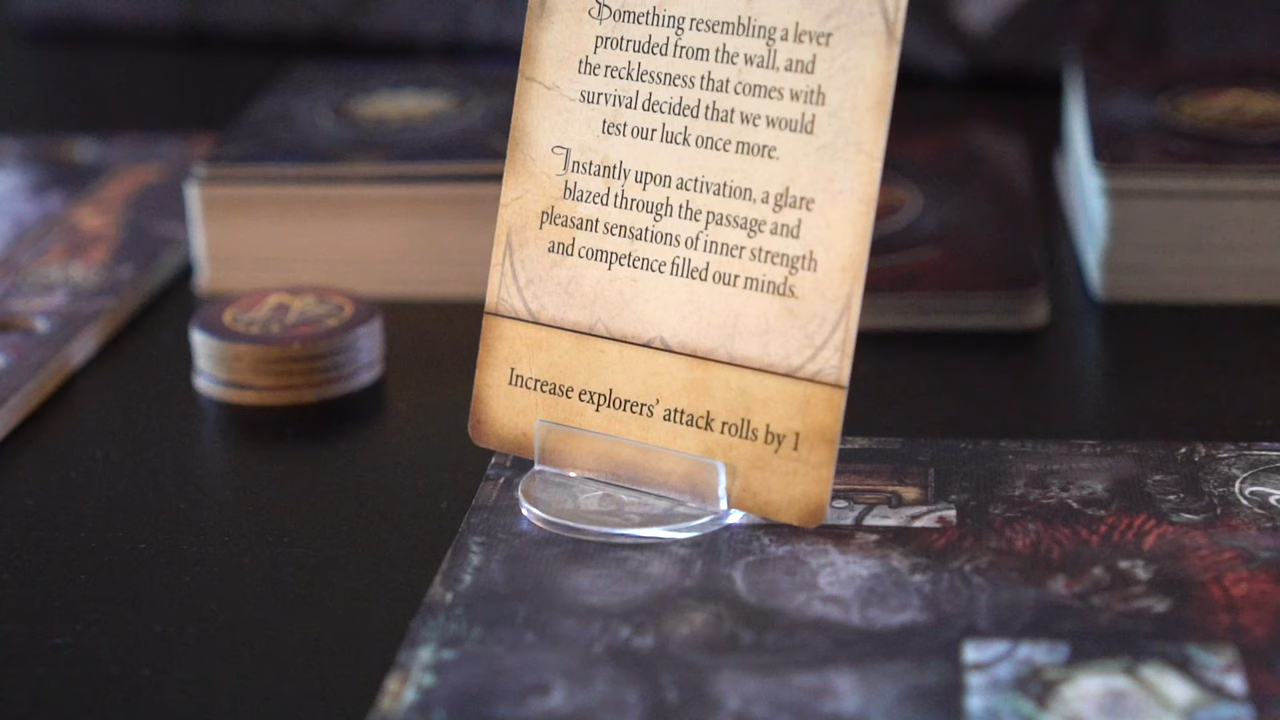 Something resembling a lever
protruded from the wall, and
the recklessness that comes with
survival decided that we would
test our luck once more.
Instantly upon activation, a glare
blazed through the passage and
pleasant sensations of inner strength
and competence filled our minds.
Increase explorers' attack rolls by 1